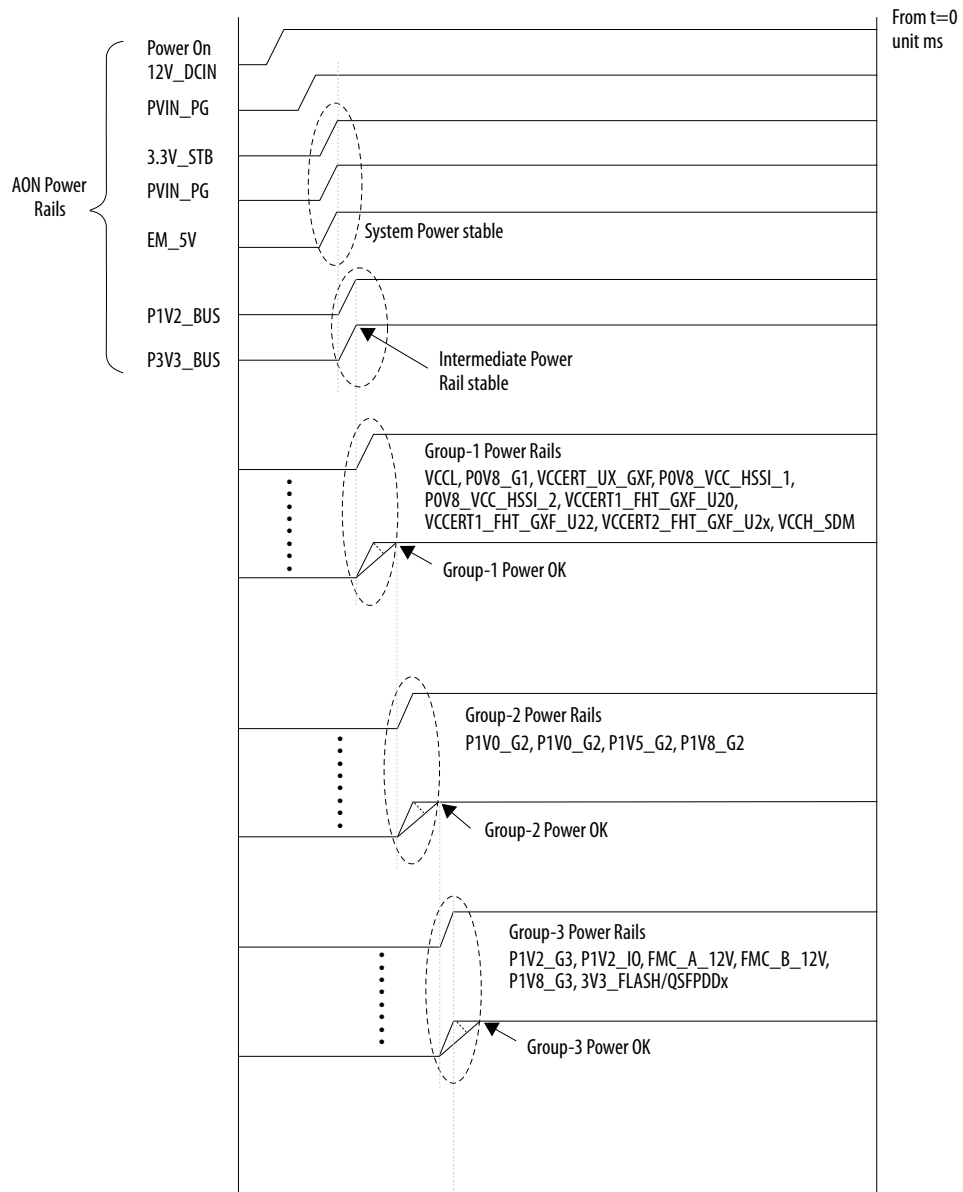 From t=0
unit ms
Power On
12V_DCIN
PVIN_PG
3.3V_STB
PVIN_PG
EM_5V
AON Power
Rails
System Power stable
P1V2_BUS
P3V3_BUS
Intermediate Power
Rail stable
Group-1 Power Rails
VCCL, P0V8_G1, VCCERT_UX_GXF, P0V8_VCC_HSSI_1,
P0V8_VCC_HSSI_2, VCCERT1_FHT_GXF_U20,
VCCERT1_FHT_GXF_U22, VCCERT2_FHT_GXF_U2x, VCCH_SDM
Group-1 Power OK
Group-2 Power Rails
P1V0_G2, P1V0_G2, P1V5_G2, P1V8_G2
Group-2 Power OK
Group-3 Power Rails
P1V2_G3, P1V2_IO, FMC_A_12V, FMC_B_12V,
P1V8_G3, 3V3_FLASH/QSFPDDx
Group-3 Power OK